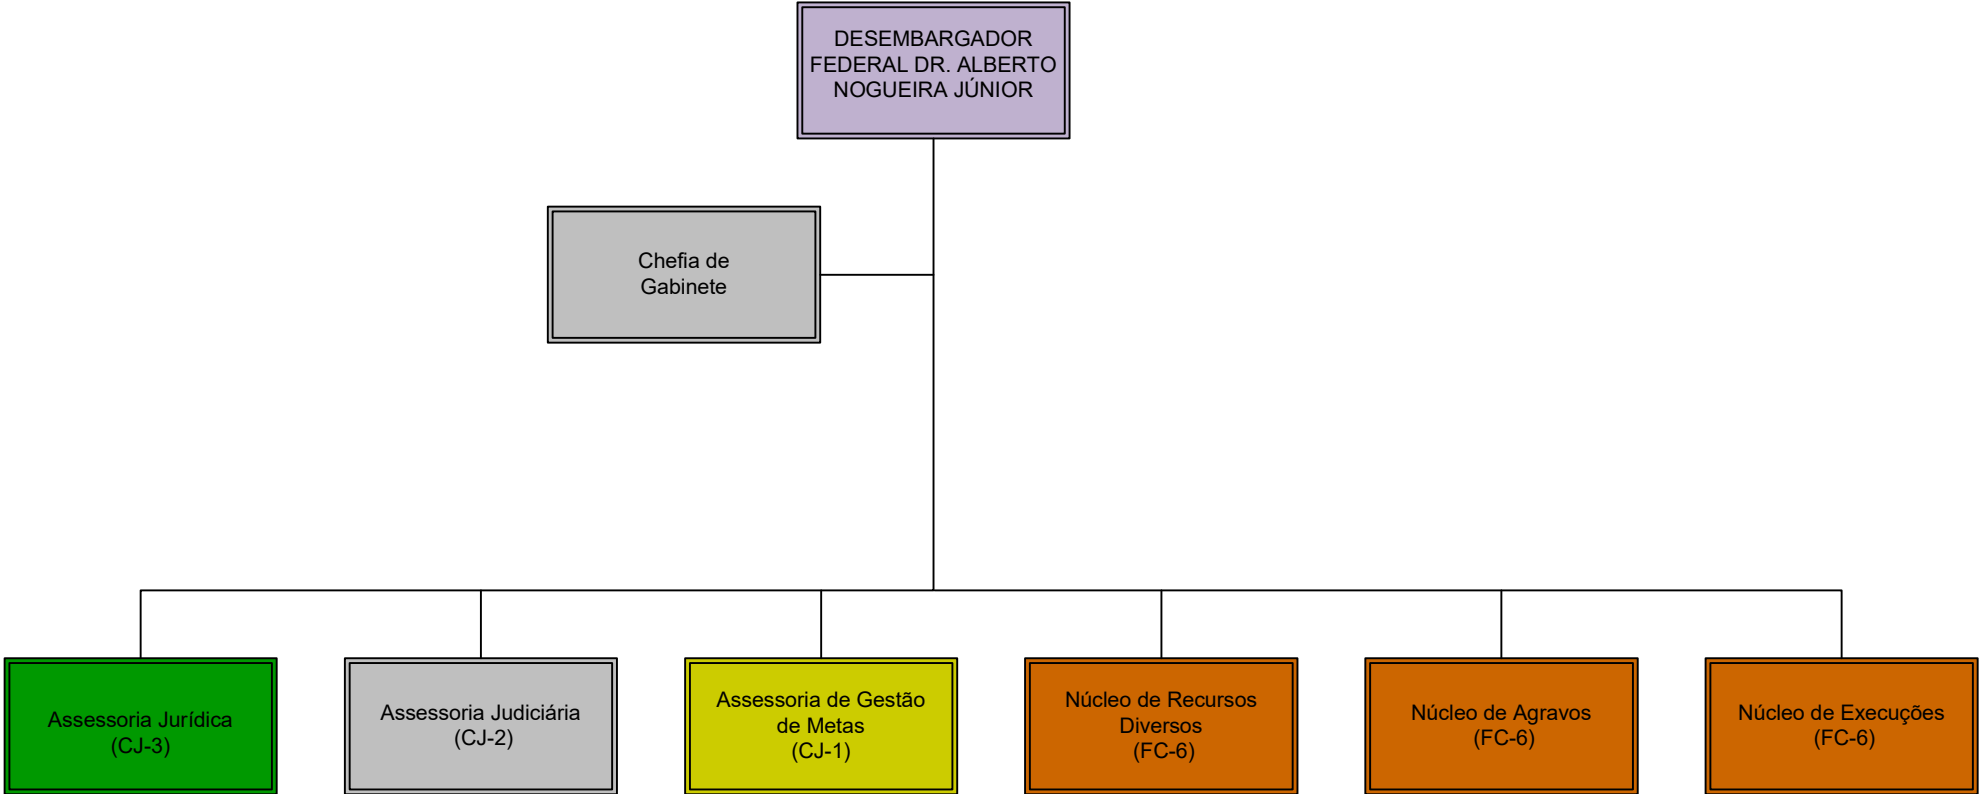 DESEMBARGADOR
FEDERAL DR. ALBERTO
NOGUEIRA JÚNIOR
Chefia de
Gabinete
Assessoria Jurídica
(CJ-3)
Assessoria Judiciária
(CJ-2)
Assessoria de Gestão
de Metas
(CJ-1)
Núcleo de Recursos
Diversos
(FC-6)
Núcleo de Agravos
(FC-6)
Núcleo de Execuções
(FC-6)